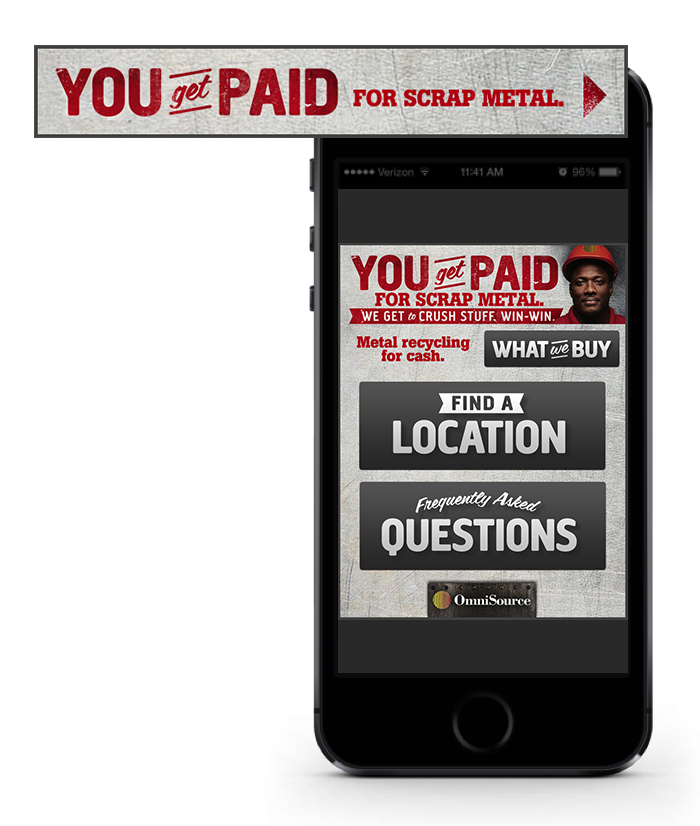 YOU get PAID FOR SCRAP METAL.
Verizon 11:41 AM 96%
YOU get PAID
FOR SCRAP METAL.
WE GET to CRUSH STUFF. WIN-WIN.
Metal recycling
for cash.
WHAT we BUY
FIND A
LOCATION
Frequently Asked
QUESTIONS
OmniSource